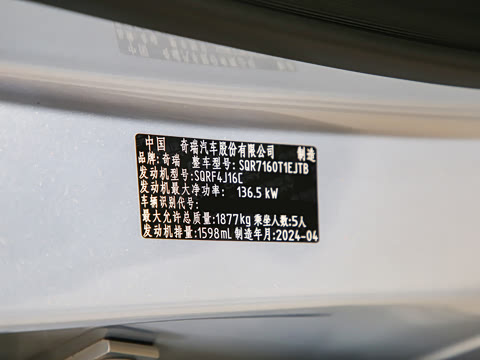 中国 奇瑞汽车股份有限公司 制造
品牌:奇瑞 整车型号:SQR7160T1EJTB
发动机型号:SQRF4J16C
发动机最大净功率: 136.5 kW
车辆识别代号:
最大允许总质量:1877kg 乘坐人数:5人
发动机排量:1598mL 制造年月:2024-04